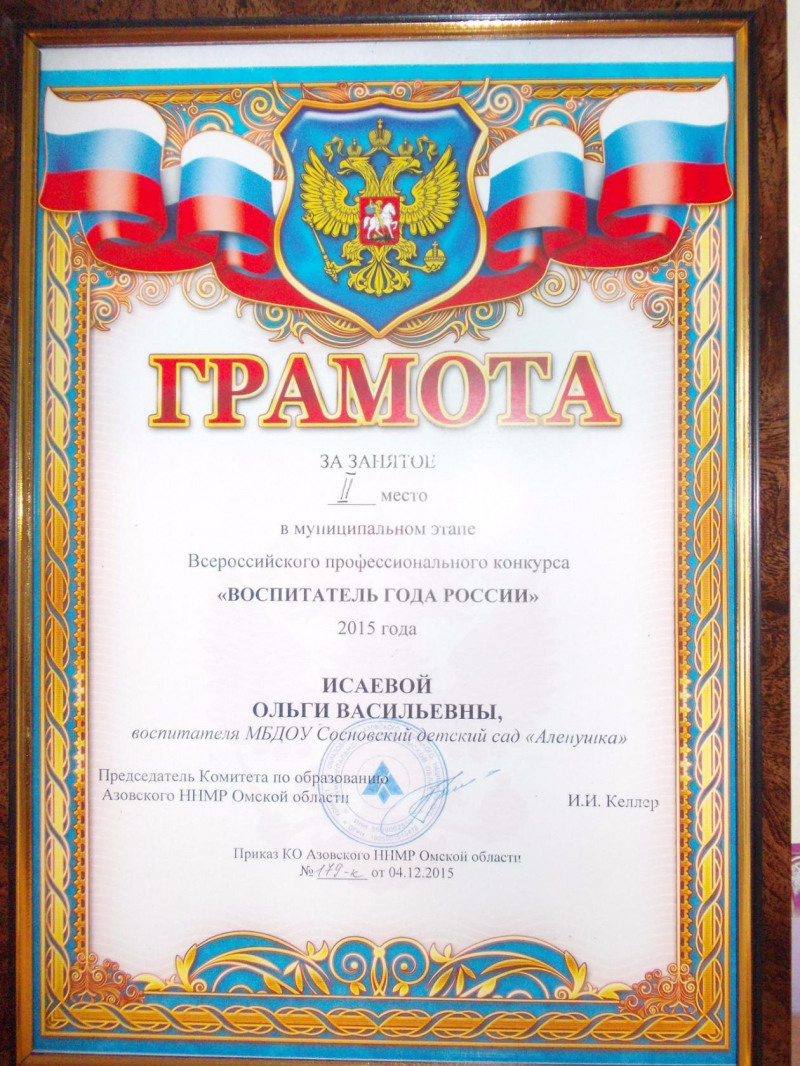 ГРАМОТА
ЗА ЗАНЯТОЕ
II место
в муниципальном этапе
Всероссийского профессионального конкурса
«ВОСПИТАТЕЛЬ ГОДА РОССИИ»
2015 года
ИСАЕВОЙ
ОЛЬГИ ВАСИЛЬЕВНЫ,
воспитателя МБДОУ Сосновский детский сад «Аленушка»
Председатель Комитета по образованию
Азовского ННМР Омской области
И.И. Келлер
Приказ КО Азовского ННМР Омской области
№ 179-к от 04.12.2015